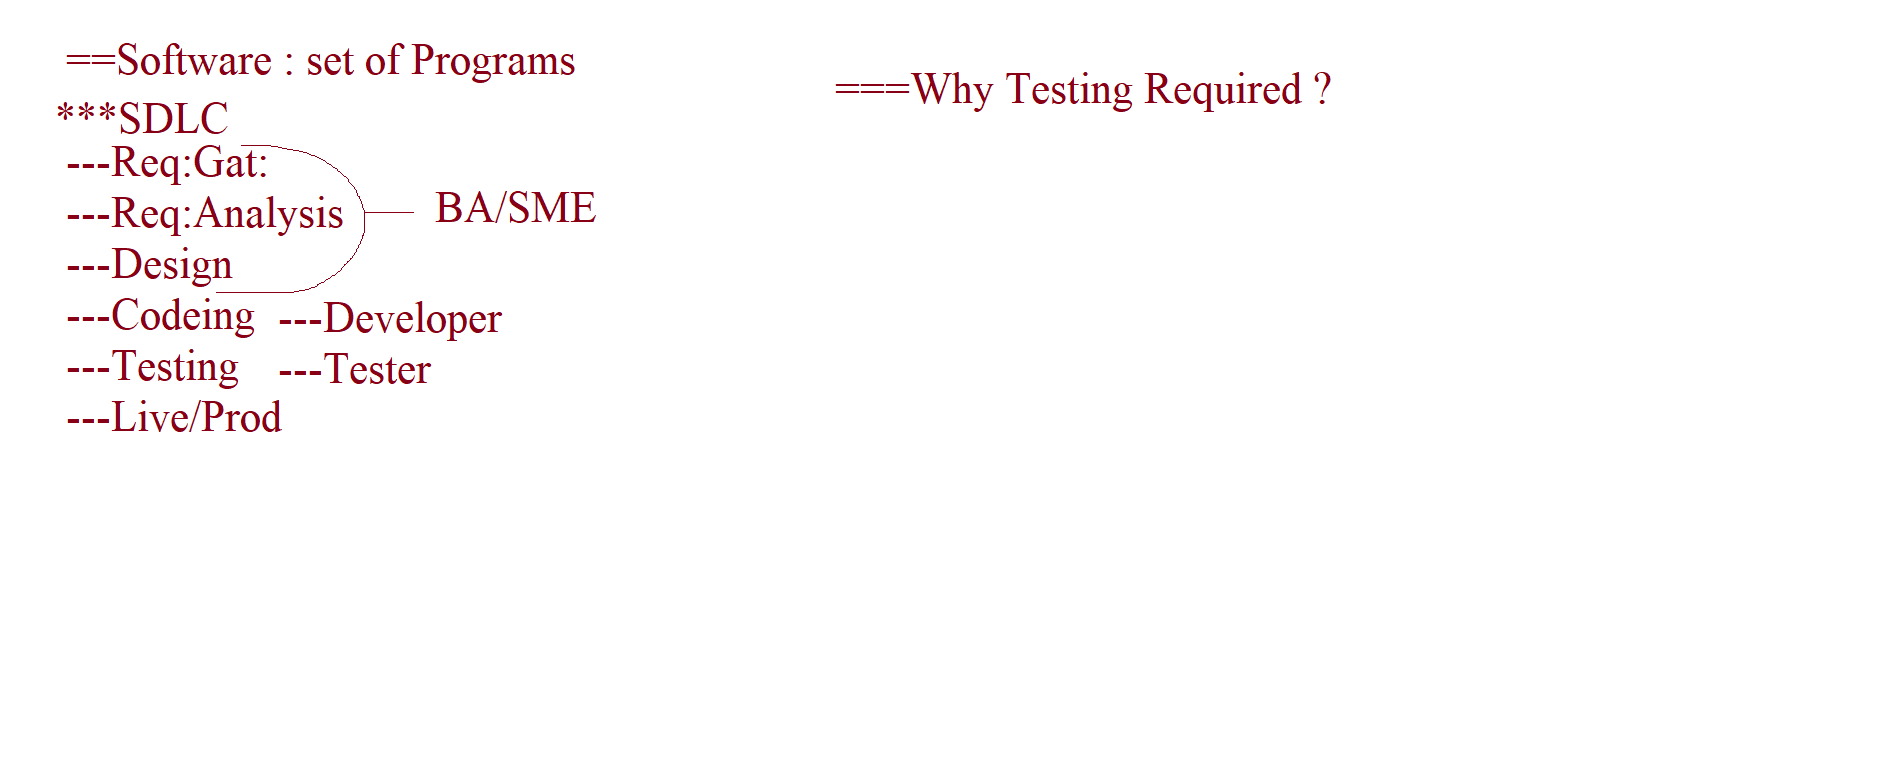 ==Software : set of Programs
***SDLC
---Req:Gat:
---Req:Analysis
BA/SME
---Design
---Codeing ---Developer
---Testing ---Tester
---Live/Prod
===Why Testing Required ?